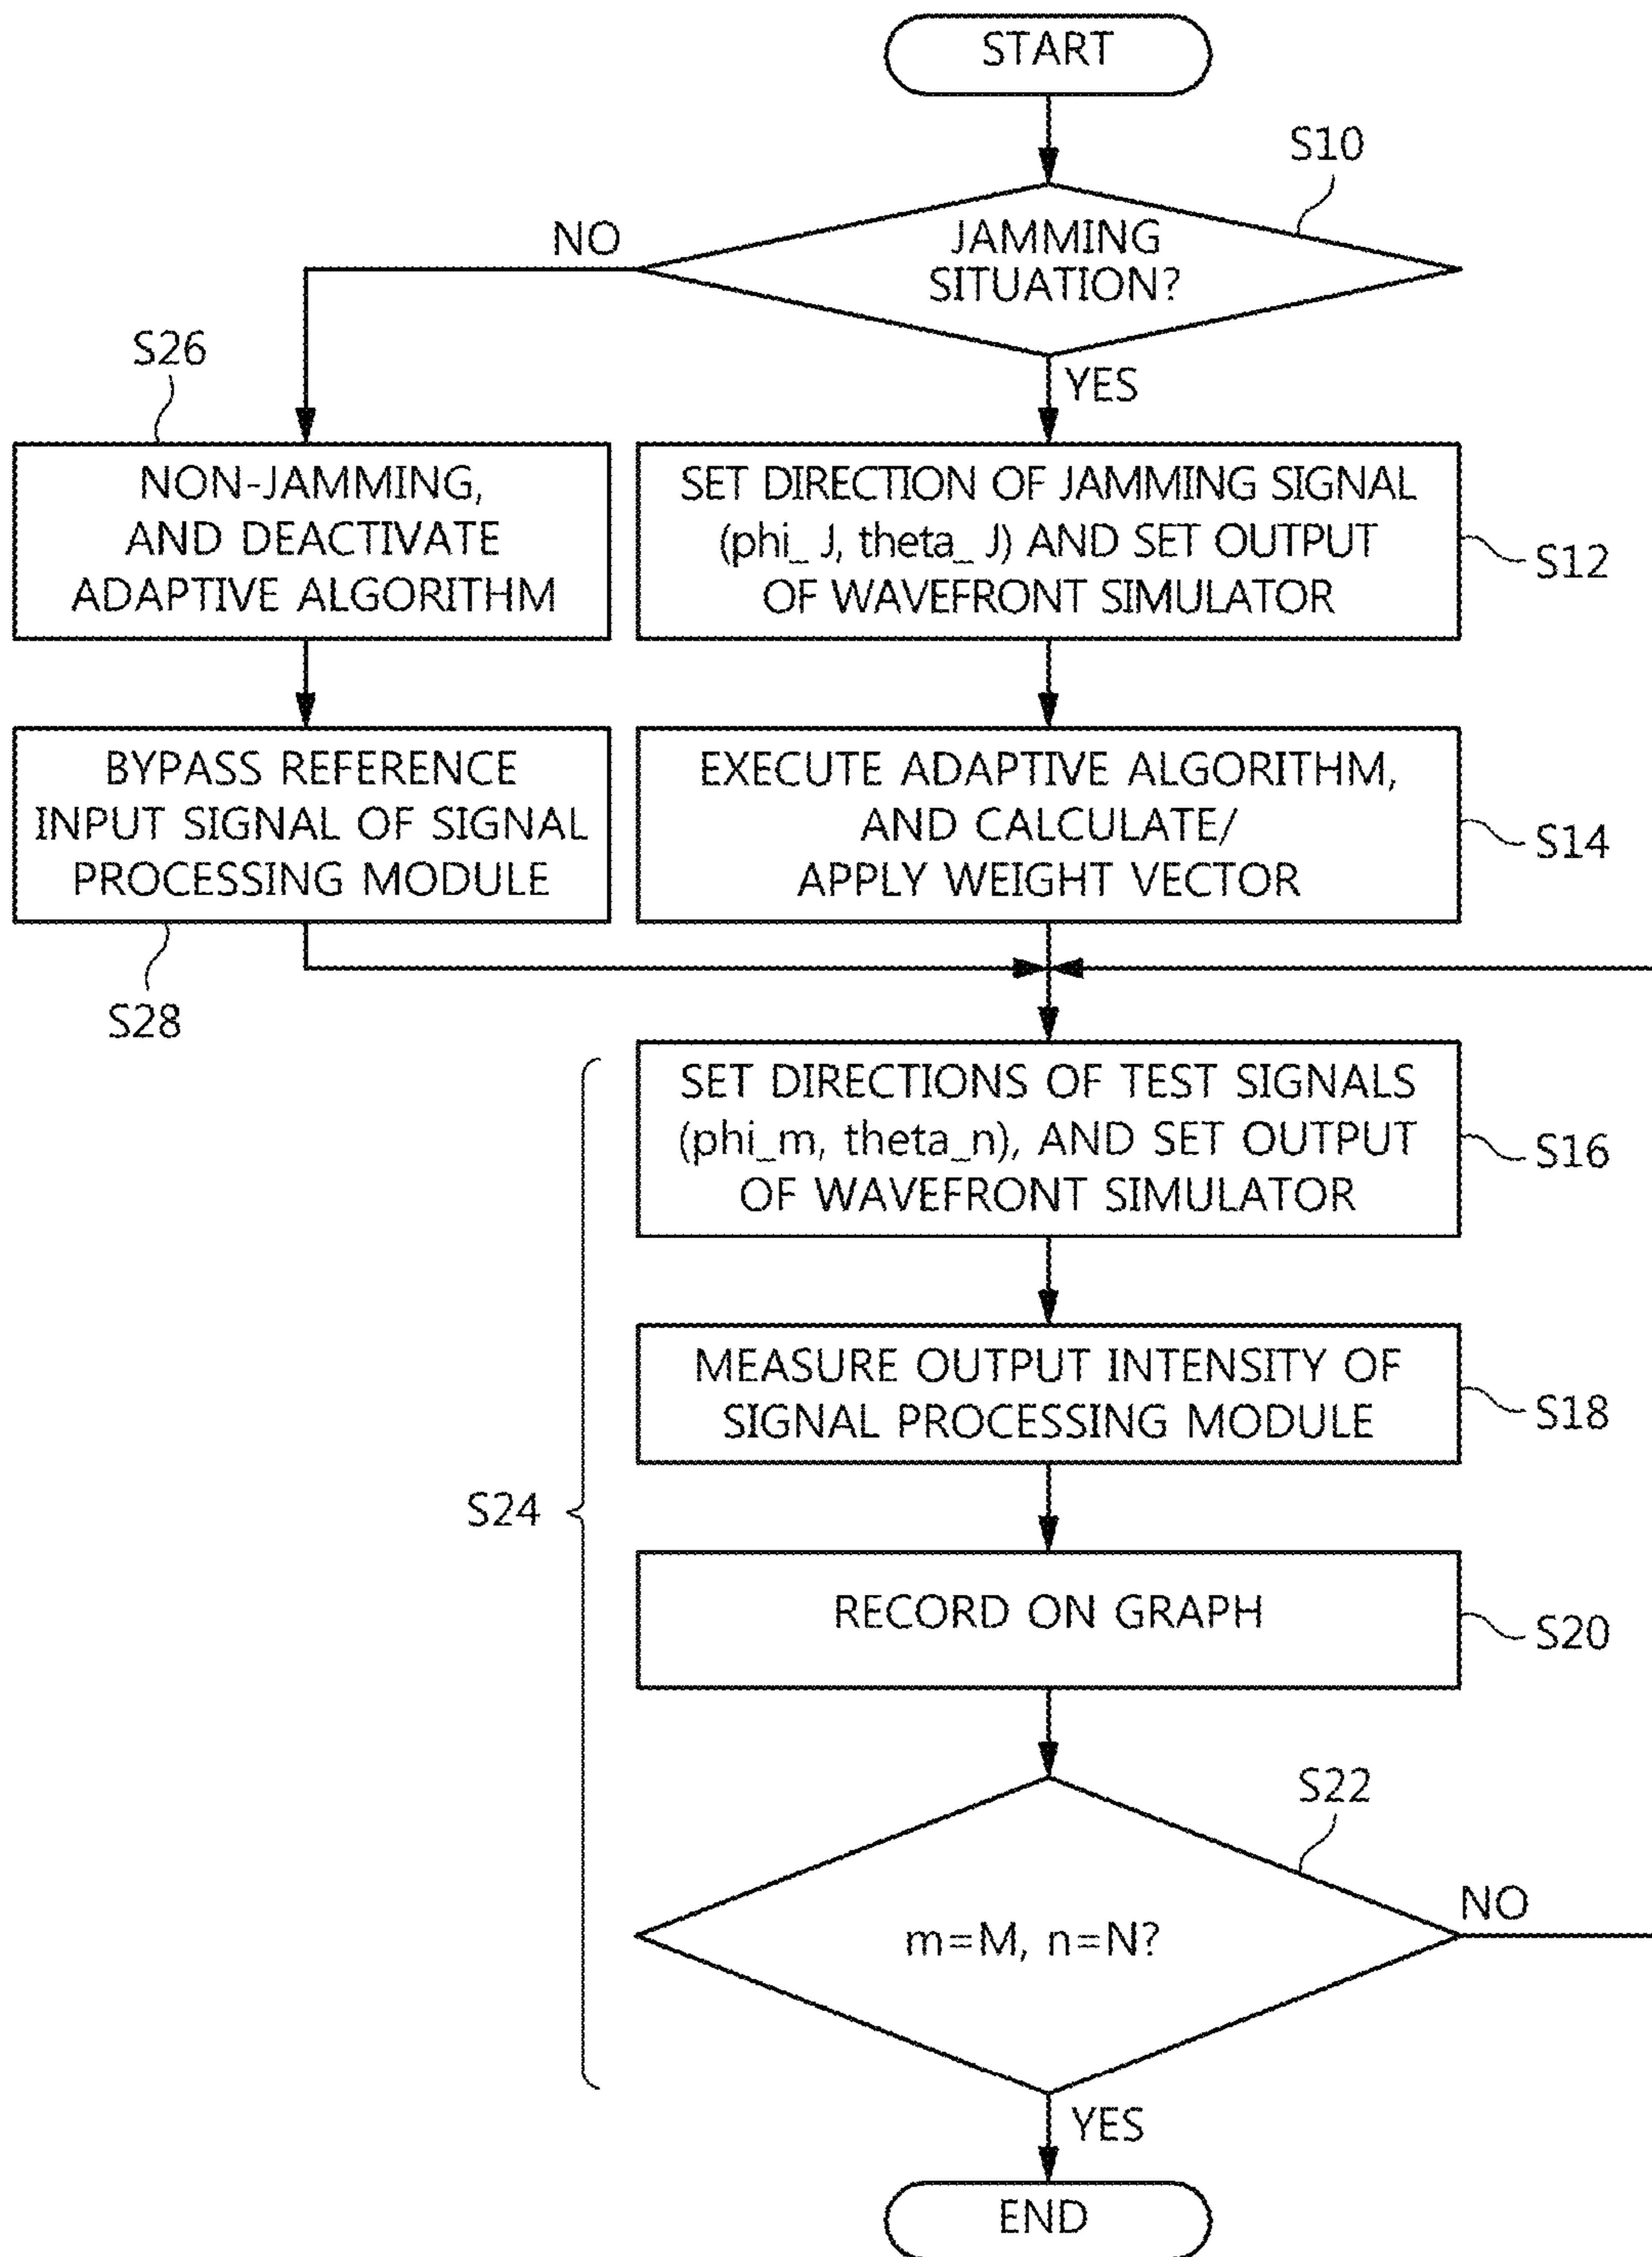 START
S10
JAMMING
SITUATION?
NO
YES
S26
NON-JAMMING,
AND DEACTIVATE
ADAPTIVE ALGORITHM
SET DIRECTION OF JAMMING SIGNAL
(phi_ J, theta_ J) AND SET OUTPUT
OF WAVEFRONT SIMULATOR
S12
BYPASS REFERENCE
INPUT SIGNAL OF SIGNAL
PROCESSING MODULE
S28
EXECUTE ADAPTIVE ALGORITHM,
AND CALCULATE/
APPLY WEIGHT VECTOR
S14
SET DIRECTIONS OF TEST SIGNALS
(phi_m, theta_n), AND SET OUTPUT
OF WAVEFRONT SIMULATOR
S16
MEASURE OUTPUT INTENSITY OF
SIGNAL PROCESSING MODULE
S18
S24
RECORD ON GRAPH
S20
S22
m=M, n=N?
NO
YES
END